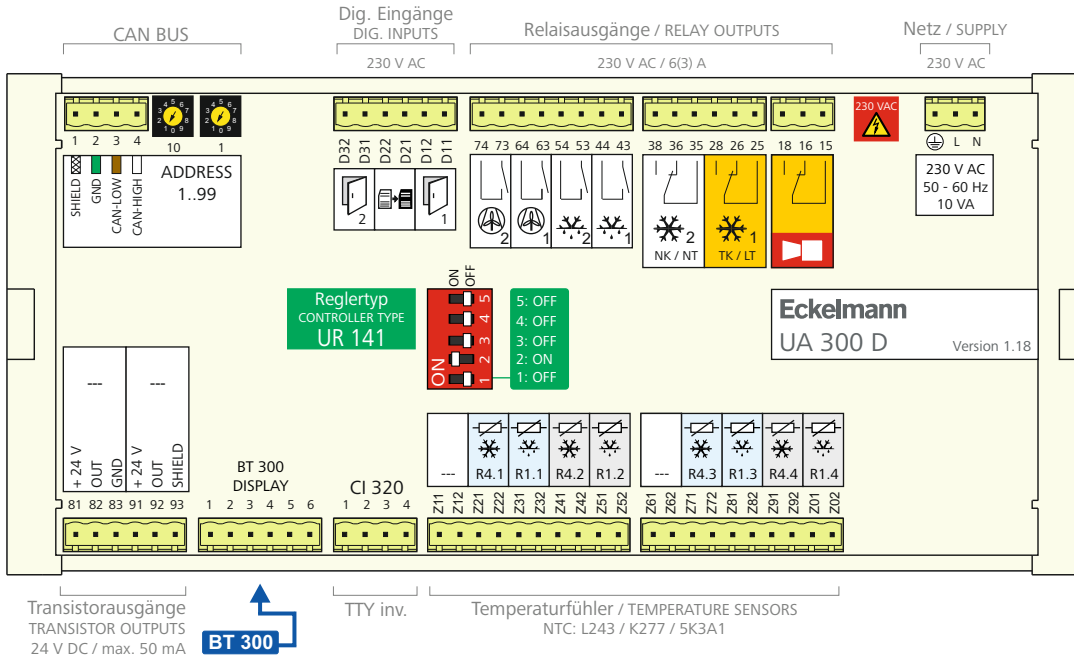 CAN BUS
Dig. Eingänge
DIG. INPUTS
230 V AC
Relaisausgänge / RELAY OUTPUTS
230 V AC / 6(3) A
Netz / SUPPLY
230 V AC
1 2 3 4
10
1
SHIELD
GND
CAN-LOW
CAN-HIGH
ADDRESS
1..99
D32 D31 D22 D21 D12 D11
2
1
74 73 64 63 54 53 44 43
2 1 2 1
38 36 35 28 26 25 18 16 15
2
NK / NT
1
TK / LT
230 VAC
L N
230 V AC
50 - 60 Hz
10 VA
Reglertyp
CONTROLLER TYPE
UR 141
ON
OFF
5
4
3
2
1
ON
5: OFF
4: OFF
3: OFF
2: ON
1: OFF
Eckelmann
UA 300 D
Version 1.18
---
---
+ 24 V
OUT
GND
+ 24 V
OUT
SHIELD
81 82 83 91 92 93
BT 300
DISPLAY
1 2 3 4 5 6
CI 320
1 2 3 4
--- R4.1 R1.1 R4.2 R1.2
Z11 Z12 Z21 Z22 Z31 Z32 Z41 Z42 Z51 Z52
--- R4.3 R1.3 R4.4 R1.4
Z61 Z62 Z71 Z72 Z81 Z82 Z91 Z92 Z01 Z02
Transistorausgänge
TRANSISTOR OUTPUTS
24 V DC / max. 50 mA
BT 300
TTY inv.
Temperaturfühler / TEMPERATURE SENSORS
NTC: L243 / K277 / 5K3A1